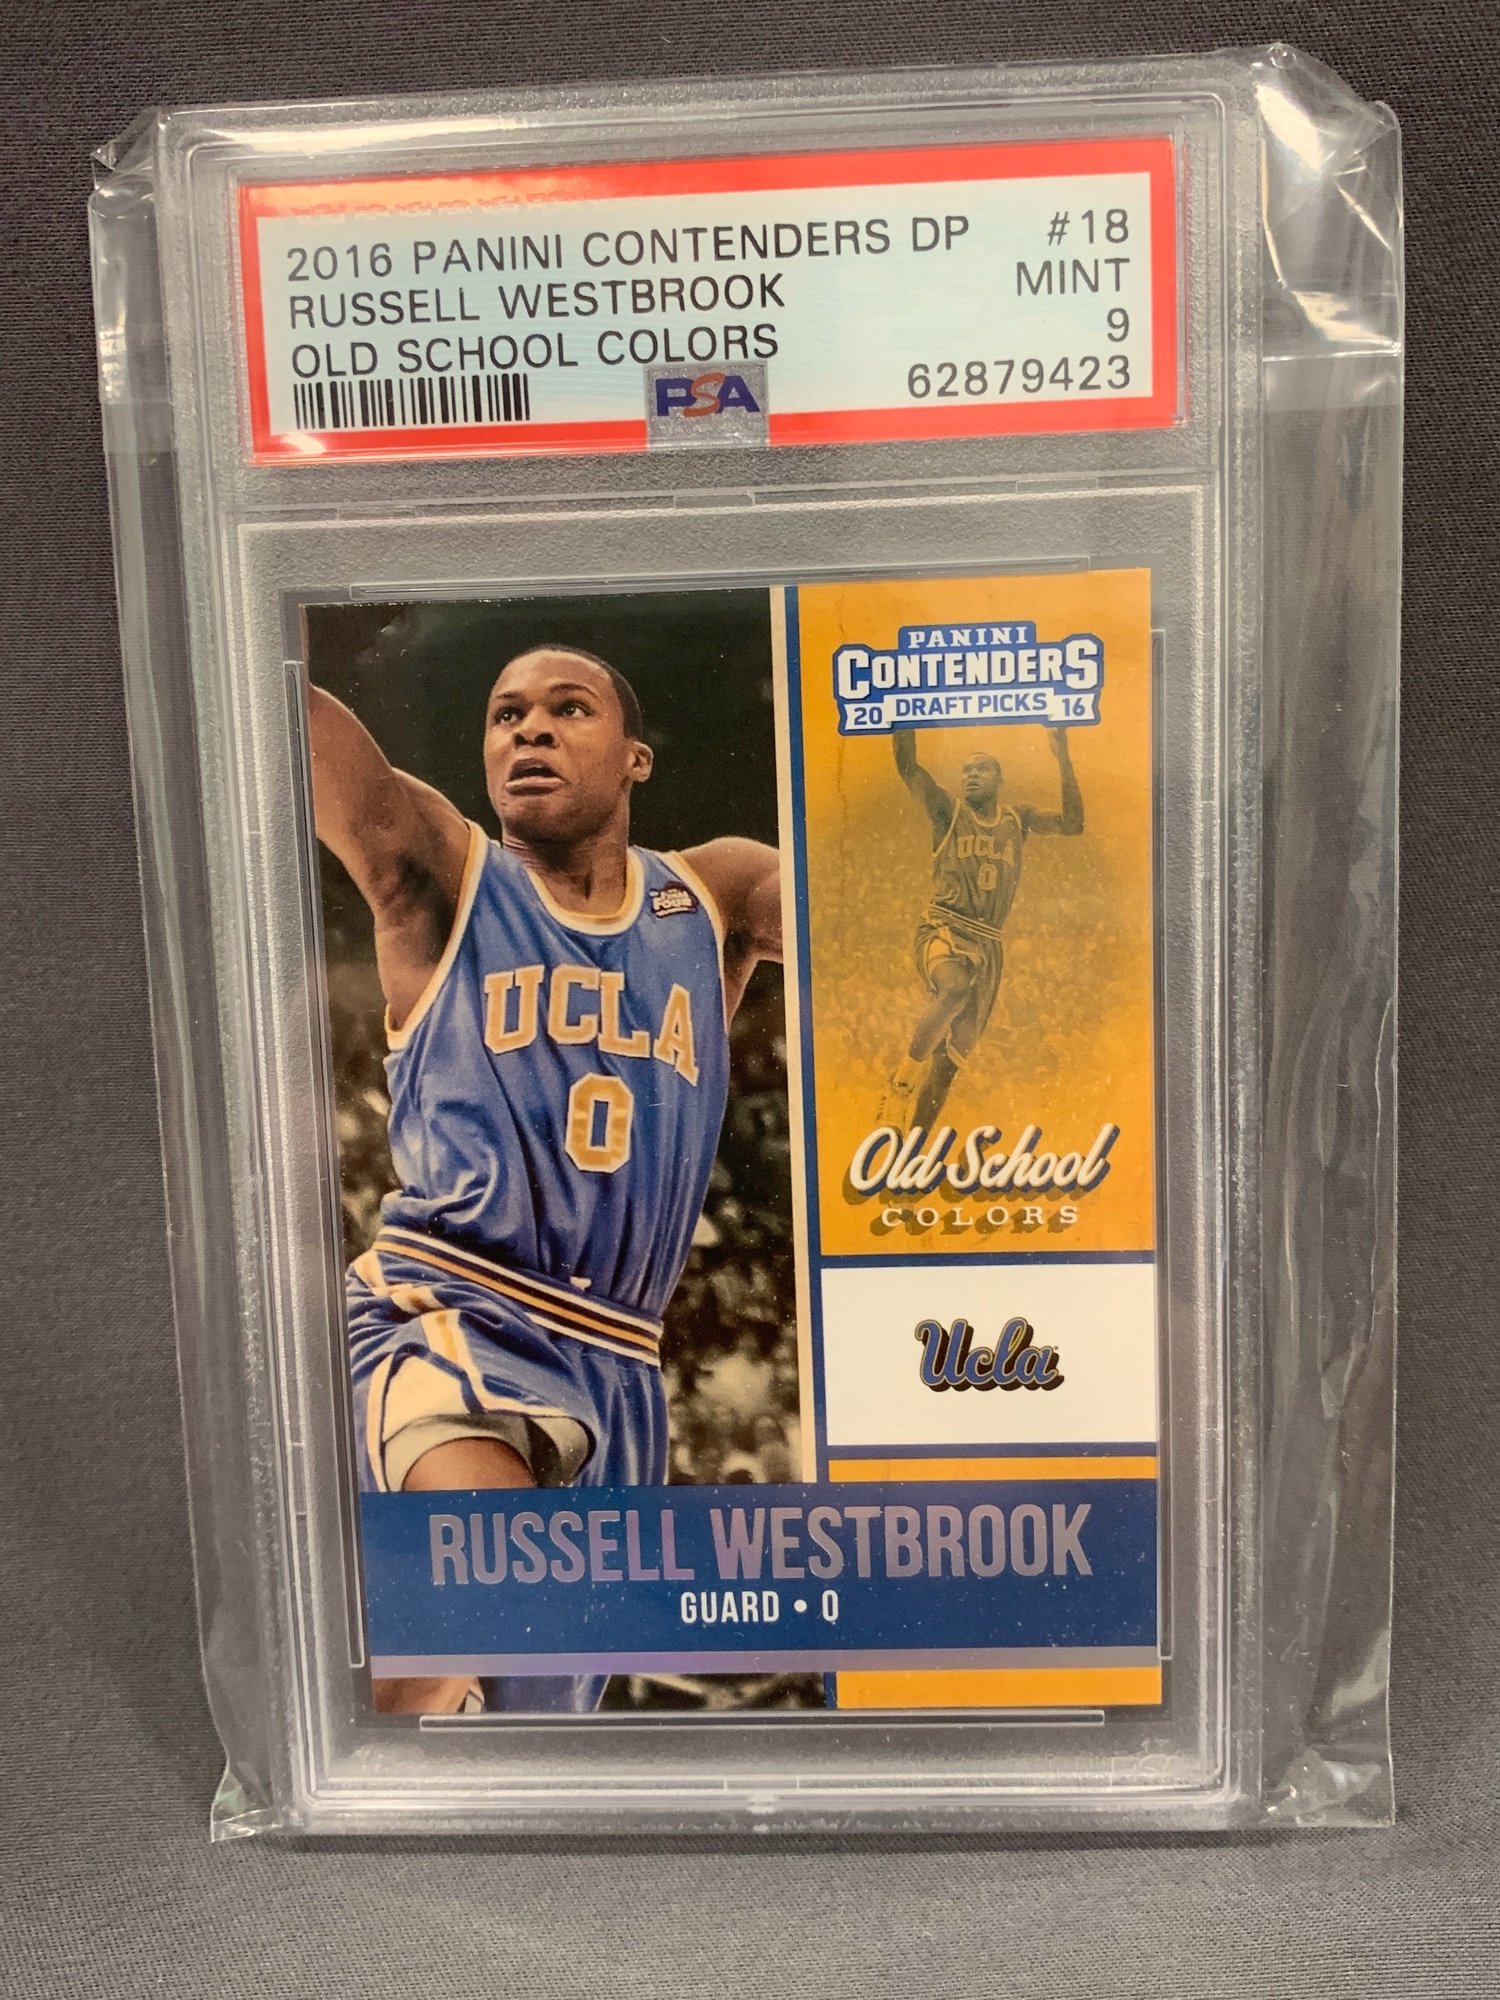 2016 PANINI CONTENDERS DP #18
RUSSELL WESTBROOK MINT
OLD SCHOOL COLORS 9
PSA 62879423
PANINI
CONTENDERS
20 DRAFT PICKS 16
UCLA
0
UCLA
0
Old School
COLORS
Ucla
RUSSELL WESTBROOK
GUARD • 0